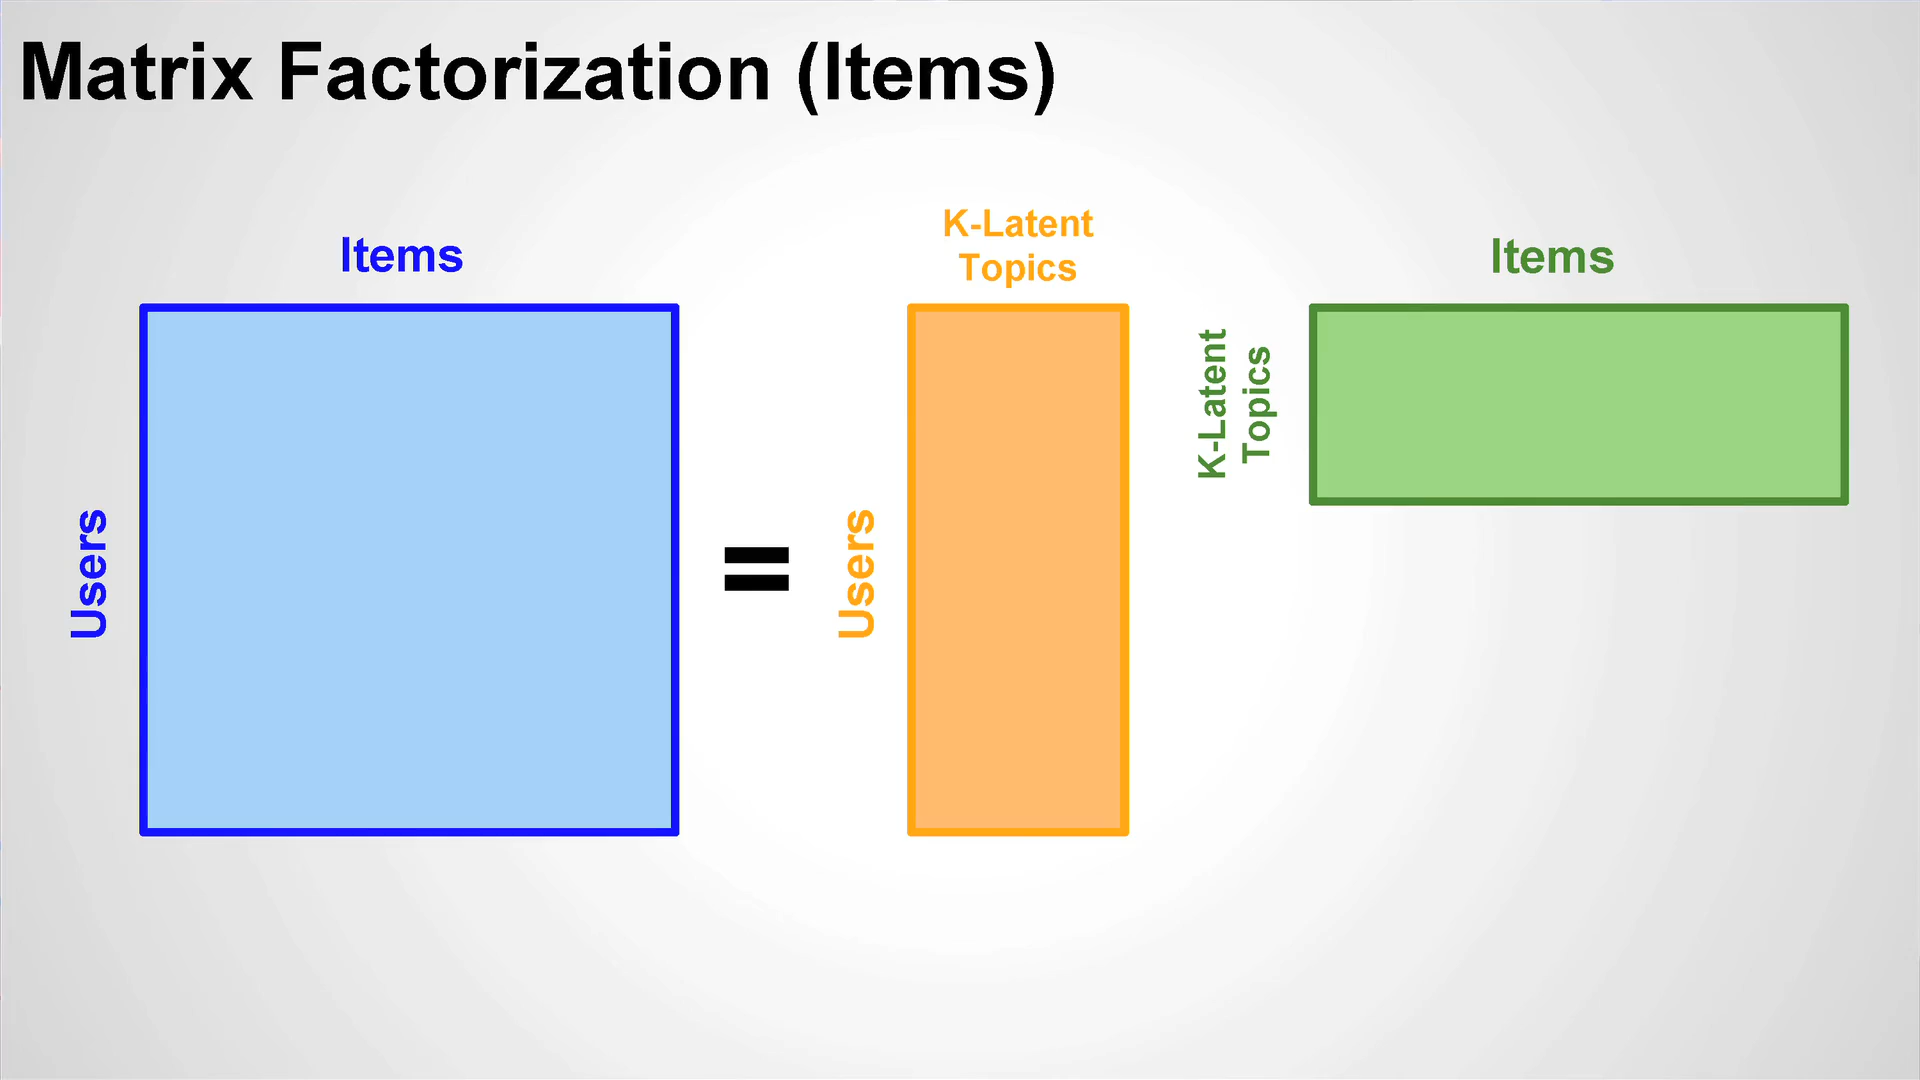 Matrix Factorization (Items)
Items
Users
=
K-Latent
Topics
Users
Items
K-Latent
Topics